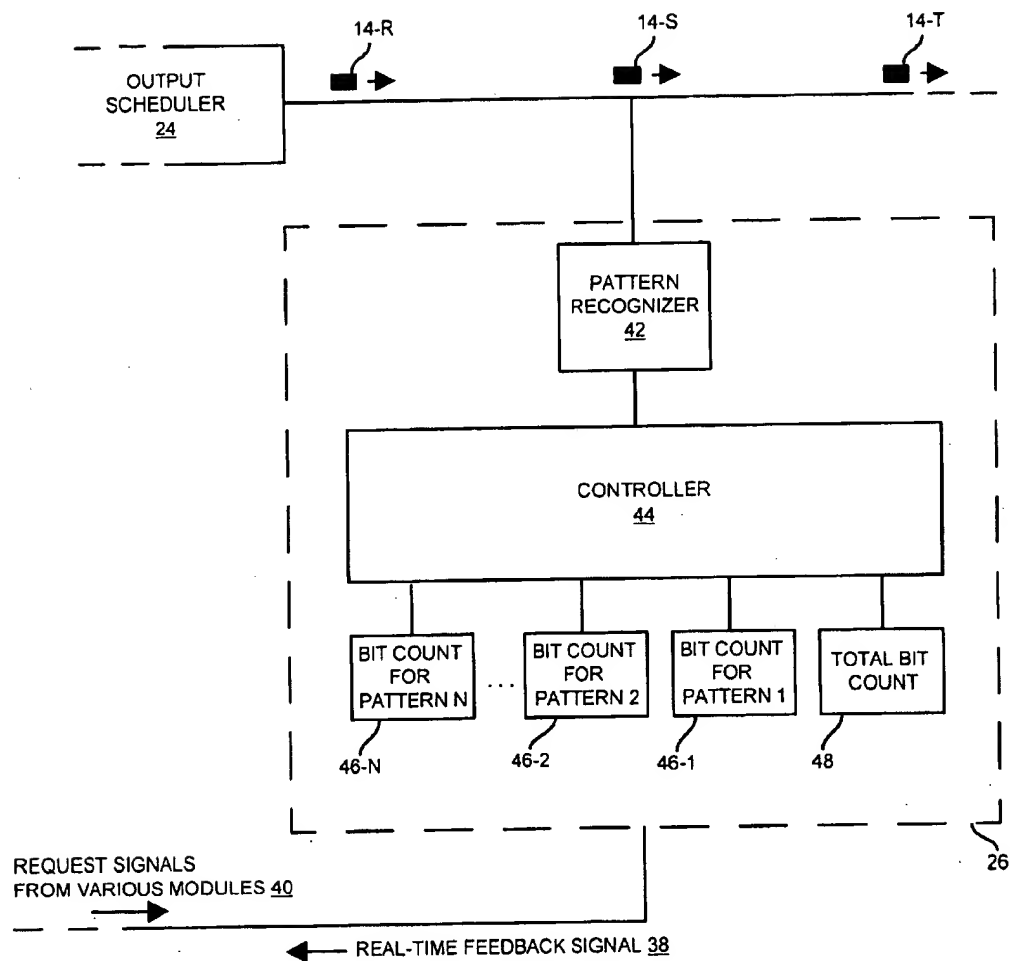 14-R
14-S
14-T
OUTPUT
SCHEDULER
24
PATTERN
RECOGNIZER
42
CONTROLLER
44
BIT COUNT
FOR
PATTERN N
...
BIT COUNT
FOR
PATTERN 2
BIT COUNT
FOR
PATTERN 1
TOTAL BIT
COUNT
46-N
46-2
46-1
48
26
REQUEST SIGNALS
FROM VARIOUS MODULES 40
REAL-TIME FEEDBACK SIGNAL 38